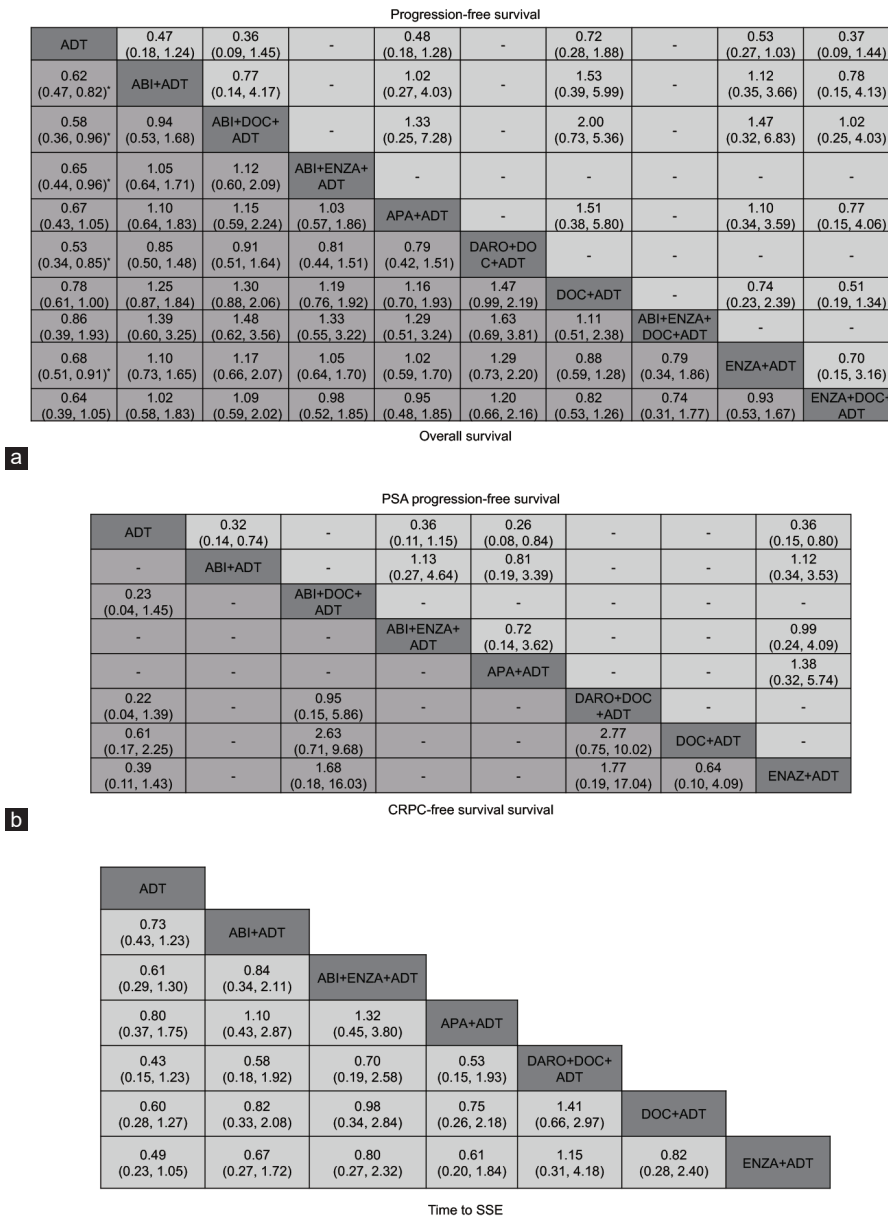 Progression-free survival
ADT 0.47 0.36 - 0.48 - 0.72 - 0.53 0.37
(0.18, 1.24) (0.09, 1.45) (0.18, 1.28) (0.28, 1.88) (0.27, 1.03) (0.09, 1.44)
0.62 ABI+ADT 0.77 - 1.02 - 1.53 - 1.12 0.78
(0.47, 0.82)* (0.14, 4.17) (0.27, 4.03) (0.39, 5.99) (0.35, 3.66) (0.15, 4.13)
0.58 0.94 ABI+DOC+ - 1.33 - 2.00 - 1.47 1.02
(0.36, 0.96)* (0.53, 1.68) ADT (0.25, 7.28) (0.73, 5.36) (0.32, 6.83) (0.25, 4.03)
0.65 1.05 1.12 ABI+ENZA+ - - - - - -
(0.44, 0.96)* (0.64, 1.71) (0.60, 2.09) ADT
0.67 1.10 1.15 1.03 APA+ADT - 1.51 - 1.10 0.77
(0.43, 1.05) (0.64, 1.83) (0.59, 2.24) (0.57, 1.86) (0.38, 5.80) (0.34, 3.59) (0.15, 4.06)
0.53 0.85 0.91 0.81 0.79 DARO+DO - - - -
(0.34, 0.85)* (0.50, 1.48) (0.51, 1.64) (0.44, 1.51) (0.42, 1.51) C+ADT
0.78 1.25 1.30 1.19 1.16 1.47 DOC+ADT - 0.74 0.51
(0.61, 1.00) (0.87, 1.84) (0.88, 2.06) (0.76, 1.92) (0.70, 1.93) (0.99, 2.19) (0.23, 2.39) (0.19, 1.34)
0.86 1.39 1.48 1.33 1.29 1.63 1.11 ABI+ENZA+ - -
(0.39, 1.93) (0.60, 3.25) (0.62, 3.56) (0.55, 3.22) (0.51, 3.24) (0.69, 3.81) (0.51, 2.38) DOC+ADT
0.68 1.10 1.17 1.05 1.02 1.29 0.88 0.79 ENZA+ADT 0.70
(0.51, 0.91)* (0.73, 1.65) (0.66, 2.07) (0.64, 1.70) (0.59, 1.70) (0.73, 2.20) (0.59, 1.28) (0.34, 1.86) (0.15, 3.16)
0.64 1.02 1.09 0.98 0.95 1.20 0.82 0.74 0.93 ENZA+DOC+
(0.39, 1.05) (0.58, 1.83) (0.59, 2.02) (0.52, 1.85) (0.48, 1.85) (0.66, 2.16) (0.53, 1.26) (0.31, 1.77) (0.53, 1.67) ADT
Overall survival
a
PSA progression-free survival
ADT 0.32 - 0.36 0.26 - - 0.36
(0.14, 0.74) (0.11, 1.15) (0.08, 0.84) (0.15, 0.80)
- ABI+ADT - 1.13 0.81 - - 1.12
(0.27, 4.64) (0.19, 3.39) (0.34, 3.53)
0.23 - ABI+DOC+ - - - - -
(0.04, 1.45) ADT
- - - ABI+ENZA+ 0.72 - - 0.99
ADT (0.14, 3.62) (0.24, 4.09)
- - - - APA+ADT - - 1.38
(0.32, 5.74)
0.22 - 0.95 - - DARO+DOC - -
(0.04, 1.39) (0.15, 5.86) +ADT
0.61 - 2.63 - - 2.77 DOC+ADT -
(0.17, 2.25) (0.71, 9.68) (0.75, 10.02)
0.39 - 1.68 - - 1.77 0.64 ENAZ+ADT
(0.11, 1.43) (0.18, 16.03) (0.19, 17.04) (0.10, 4.09)
CRPC-free survival survival
b
ADT
0.73 ABI+ADT
(0.43, 1.23)
0.61 0.84 ABI+ENZA+ADT
(0.29, 1.30) (0.34, 2.11)
0.80 1.10 1.32 APA+ADT
(0.37, 1.75) (0.43, 2.87) (0.45, 3.80)
0.43 0.58 0.70 0.53 DARO+DOC+
(0.15, 1.23) (0.18, 1.92) (0.19, 2.58) (0.15, 1.93) ADT
0.60 0.82 0.98 0.75 1.41 DOC+ADT
(0.28, 1.27) (0.33, 2.08) (0.34, 2.84) (0.26, 2.18) (0.66, 2.97)
0.49 0.67 0.80 0.61 1.15 0.82 ENZA+ADT
(0.23, 1.05) (0.27, 1.72) (0.27, 2.32) (0.20, 1.84) (0.31, 4.18) (0.28, 2.40)
Time to SSE